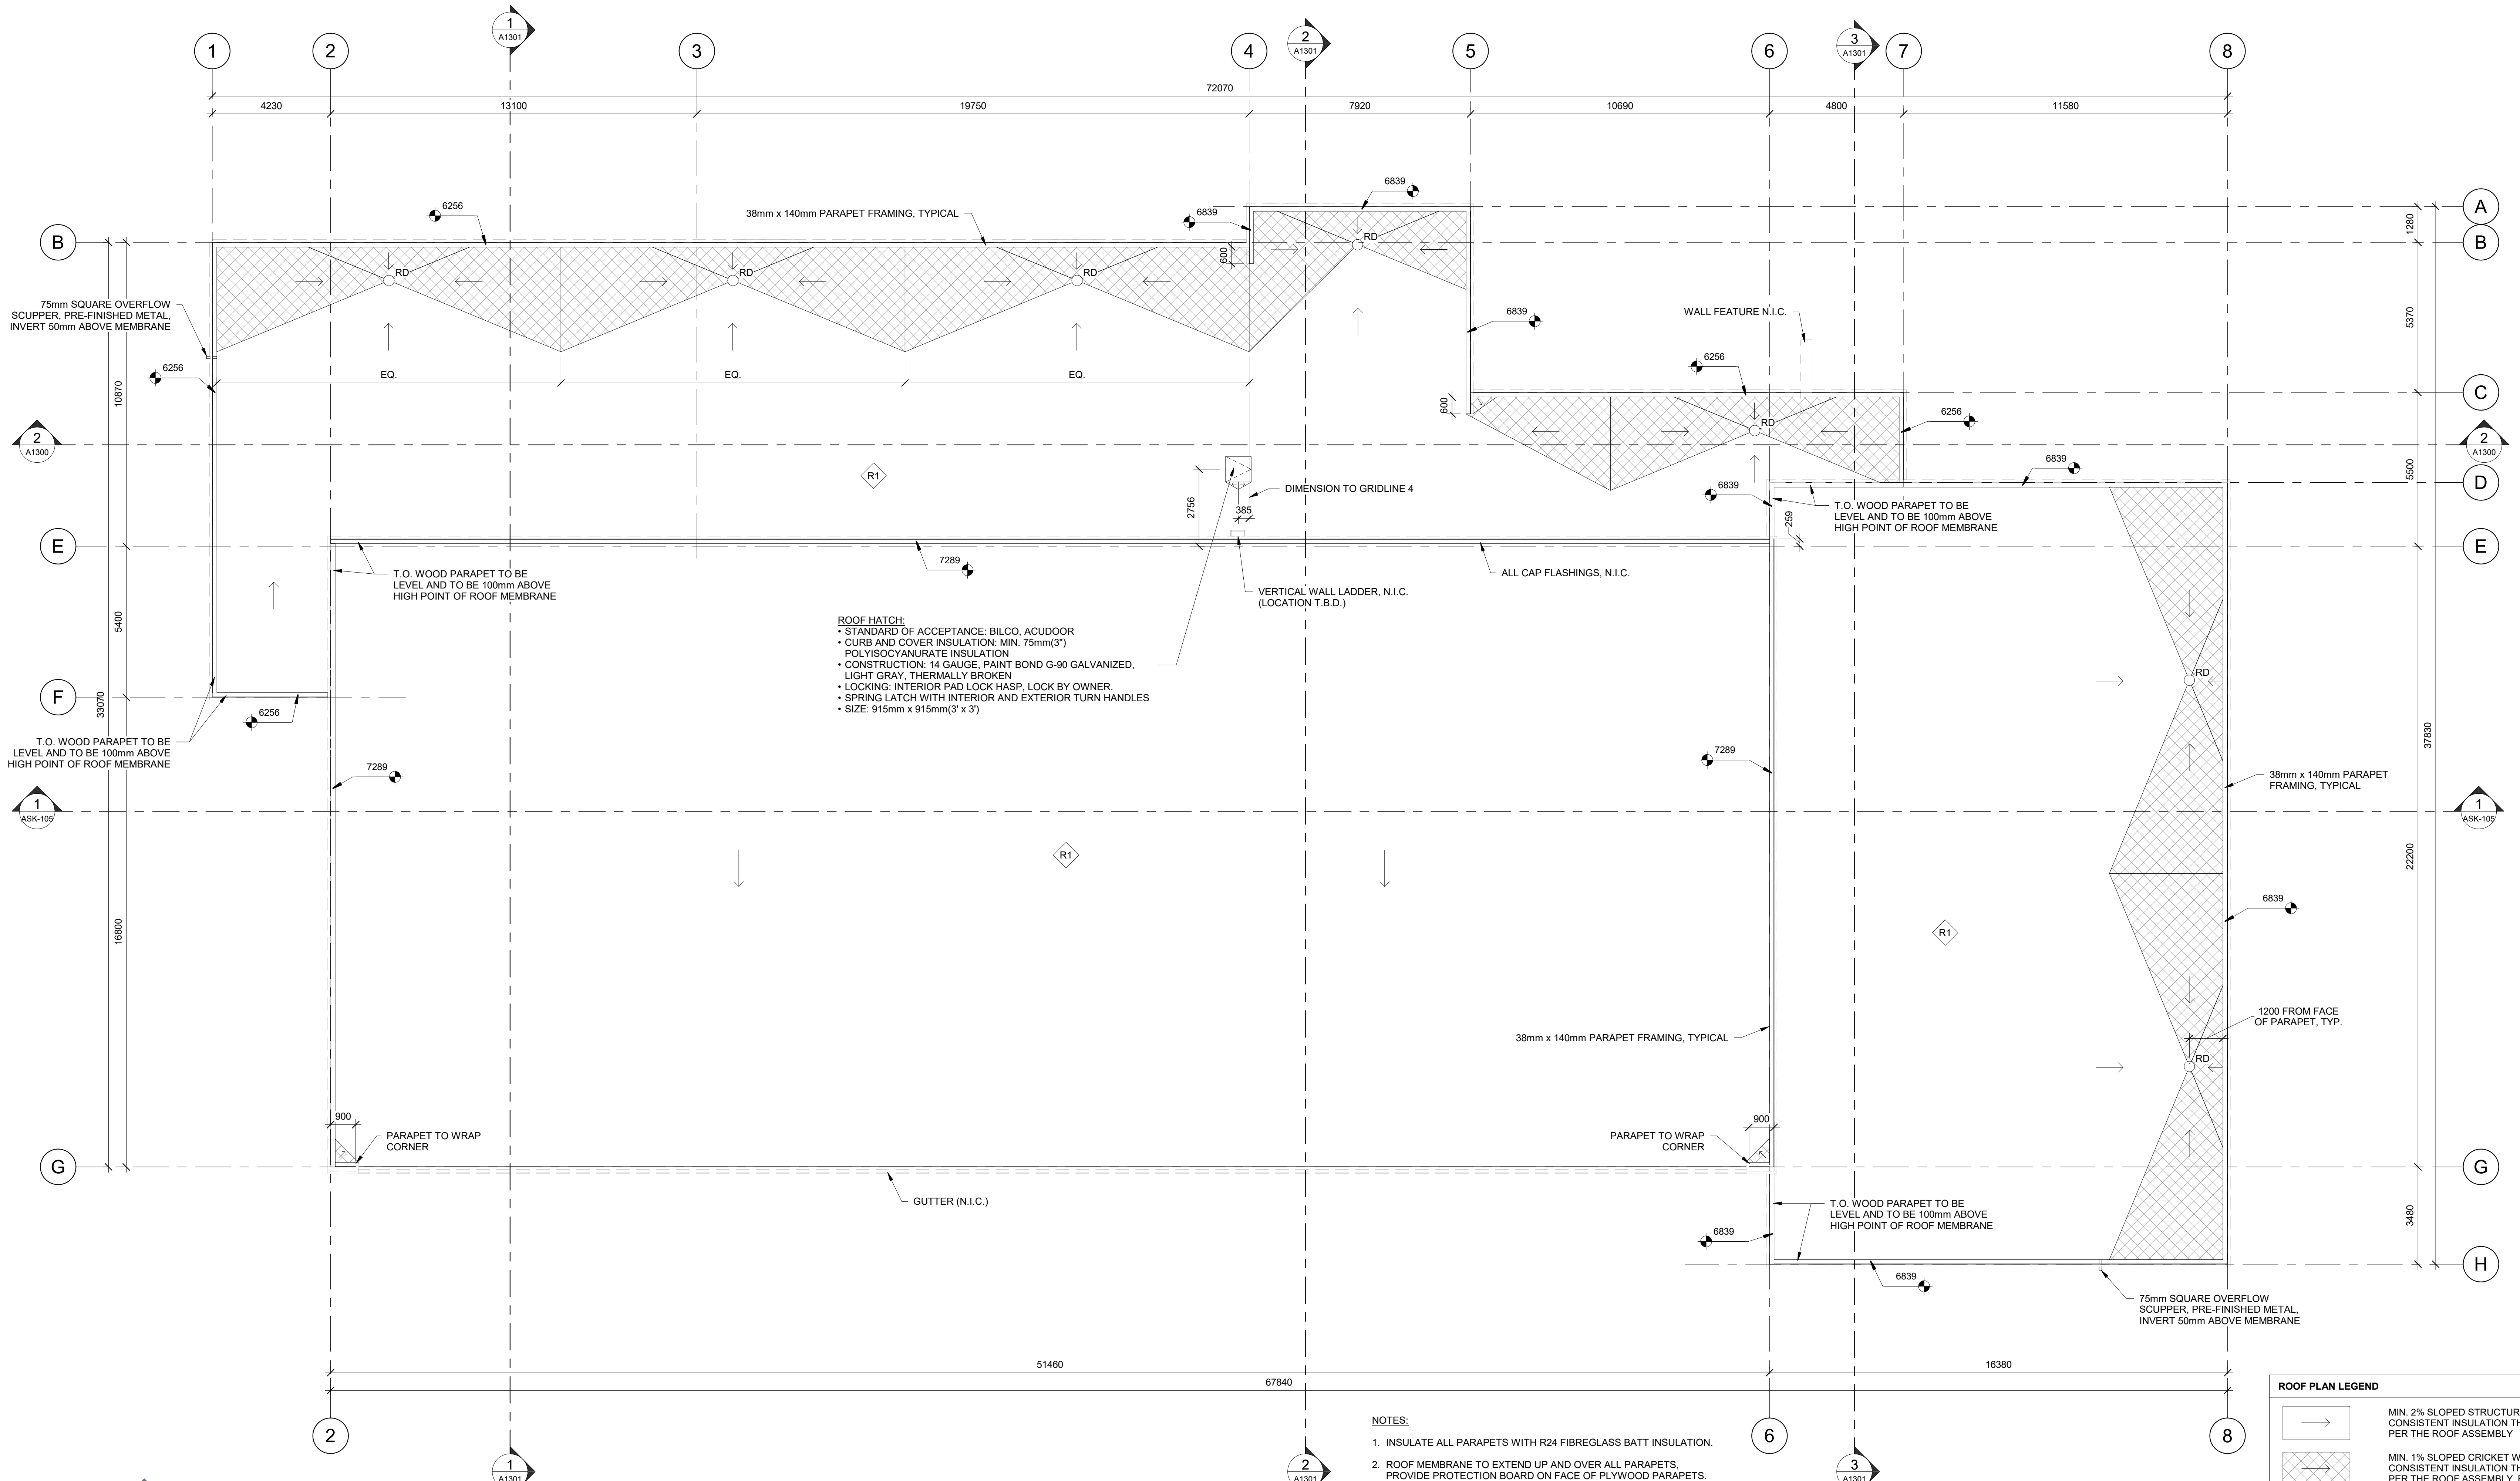 1
A1301
2
A1301
3
A1301
1
2
3
4
5
6
7
8
72070
4230
13100
19750
7920
10690
4800
11580
6839
A
6256
38mm x 140mm PARAPET FRAMING, TYPICAL
6839
1280
B
RD
B
600
RD
RD
RD
75mm SQUARE OVERFLOW
SCUPPER, PRE-FINISHED METAL,
INVERT 50mm ABOVE MEMBRANE
6839
WALL FEATURE N.I.C.
5370
6256
6256
EQ.
EQ.
EQ.
10870
600
C
6256
RD
2
A1300
2
A1300
6839
5500
R1
DIMENSION TO GRIDLINE 4
6839
D
2756
385
T.O. WOOD PARAPET TO BE
LEVEL AND TO BE 100mm ABOVE
HIGH POINT OF ROOF MEMBRANE
259
E
E
7289
T.O. WOOD PARAPET TO BE
LEVEL AND TO BE 100mm ABOVE
HIGH POINT OF ROOF MEMBRANE
ALL CAP FLASHINGS, N.I.C.
VERTICAL WALL LADDER, N.I.C.
(LOCATION T.B.D.)
5400
ROOF HATCH:
• STANDARD OF ACCEPTANCE: BILCO, ACUDOOR
• CURB AND COVER INSULATION: MIN. 75mm(3")
POLYISOCYANURATE INSULATION
• CONSTRUCTION: 14 GAUGE, PAINT BOND G-90 GALVANIZED,
LIGHT GRAY, THERMALLY BROKEN
• LOCKING: INTERIOR PAD LOCK HASP, LOCK BY OWNER.
• SPRING LATCH WITH INTERIOR AND EXTERIOR TURN HANDLES
• SIZE: 915mm x 915mm(3' x 3')
RD
F
33070
6256
T.O. WOOD PARAPET TO BE
LEVEL AND TO BE 100mm ABOVE
HIGH POINT OF ROOF MEMBRANE
37830
7289
7289
38mm x 140mm PARAPET
FRAMING, TYPICAL
1
ASK-105
1
ASK-105
R1
22200
6839
16800
R1
1200 FROM FACE
OF PARAPET, TYP.
38mm x 140mm PARAPET FRAMING, TYPICAL
RD
900
900
PARAPET TO WRAP
CORNER
PARAPET TO WRAP
CORNER
G
G
GUTTER (N.I.C.)
T.O. WOOD PARAPET TO BE
LEVEL AND TO BE 100mm ABOVE
HIGH POINT OF ROOF MEMBRANE
3480
6839
H
6839
75mm SQUARE OVERFLOW
SCUPPER, PRE-FINISHED METAL,
INVERT 50mm ABOVE MEMBRANE
51460
16380
67840
2
6
8
ROOF PLAN LEGEND
MIN. 2% SLOPED STRUCTUR
CONSISTENT INSULATION TH
PER THE ROOF ASSEMBLY
MIN. 1% SLOPED CRICKET W
CONSISTENT INSULATION TH
PER THE ROOF ASSEMBLY
NOTES:
1. INSULATE ALL PARAPETS WITH R24 FIBREGLASS BATT INSULATION.
2. ROOF MEMBRANE TO EXTEND UP AND OVER ALL PARAPETS,
PROVIDE PROTECTION BOARD ON FACE OF PLYWOOD PARAPETS.
1
A1301
2
A1301
3
A1301